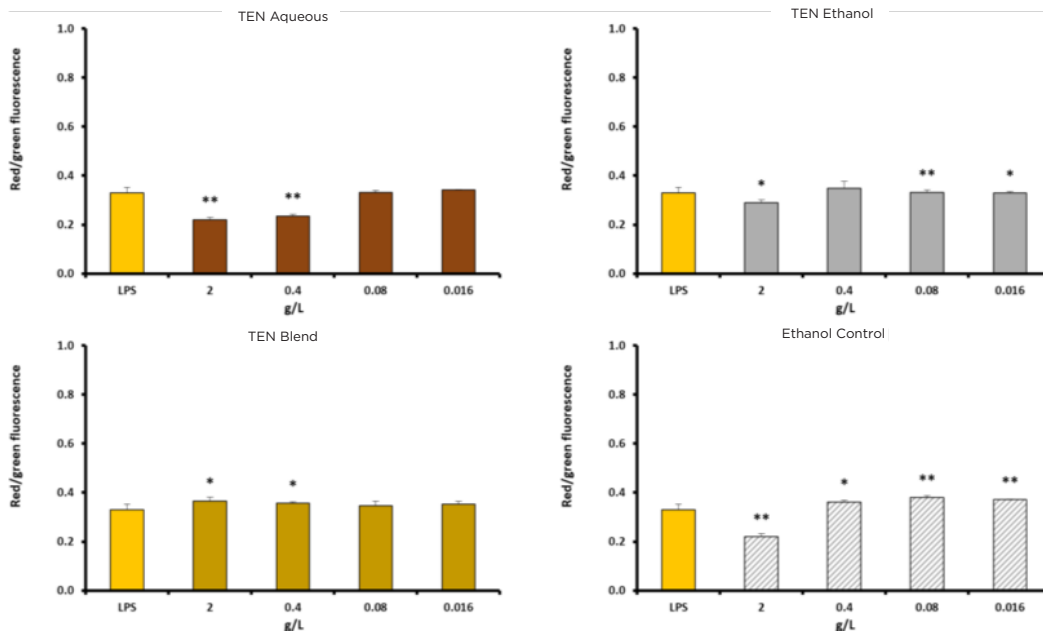 TEN Aqueous
1.0
0.8
0.6
0.4
0.2
0.0
Red/green fluorescence
** **
LPS 2 0.4 0.08 0.016
g/L
TEN Ethanol
1.0
0.8
0.6
0.4
0.2
0.0
Red/green fluorescence
* ** *
LPS 2 0.4 0.08 0.016
g/L
TEN Blend
1.0
0.8
0.6
0.4
0.2
0.0
Red/green fluorescence
* *
LPS 2 0.4 0.08 0.016
g/L
Ethanol Control
1.0
0.8
0.6
0.4
0.2
0.0
Red/green fluorescence
** * ** **
LPS 2 0.4 0.08 0.016
g/L